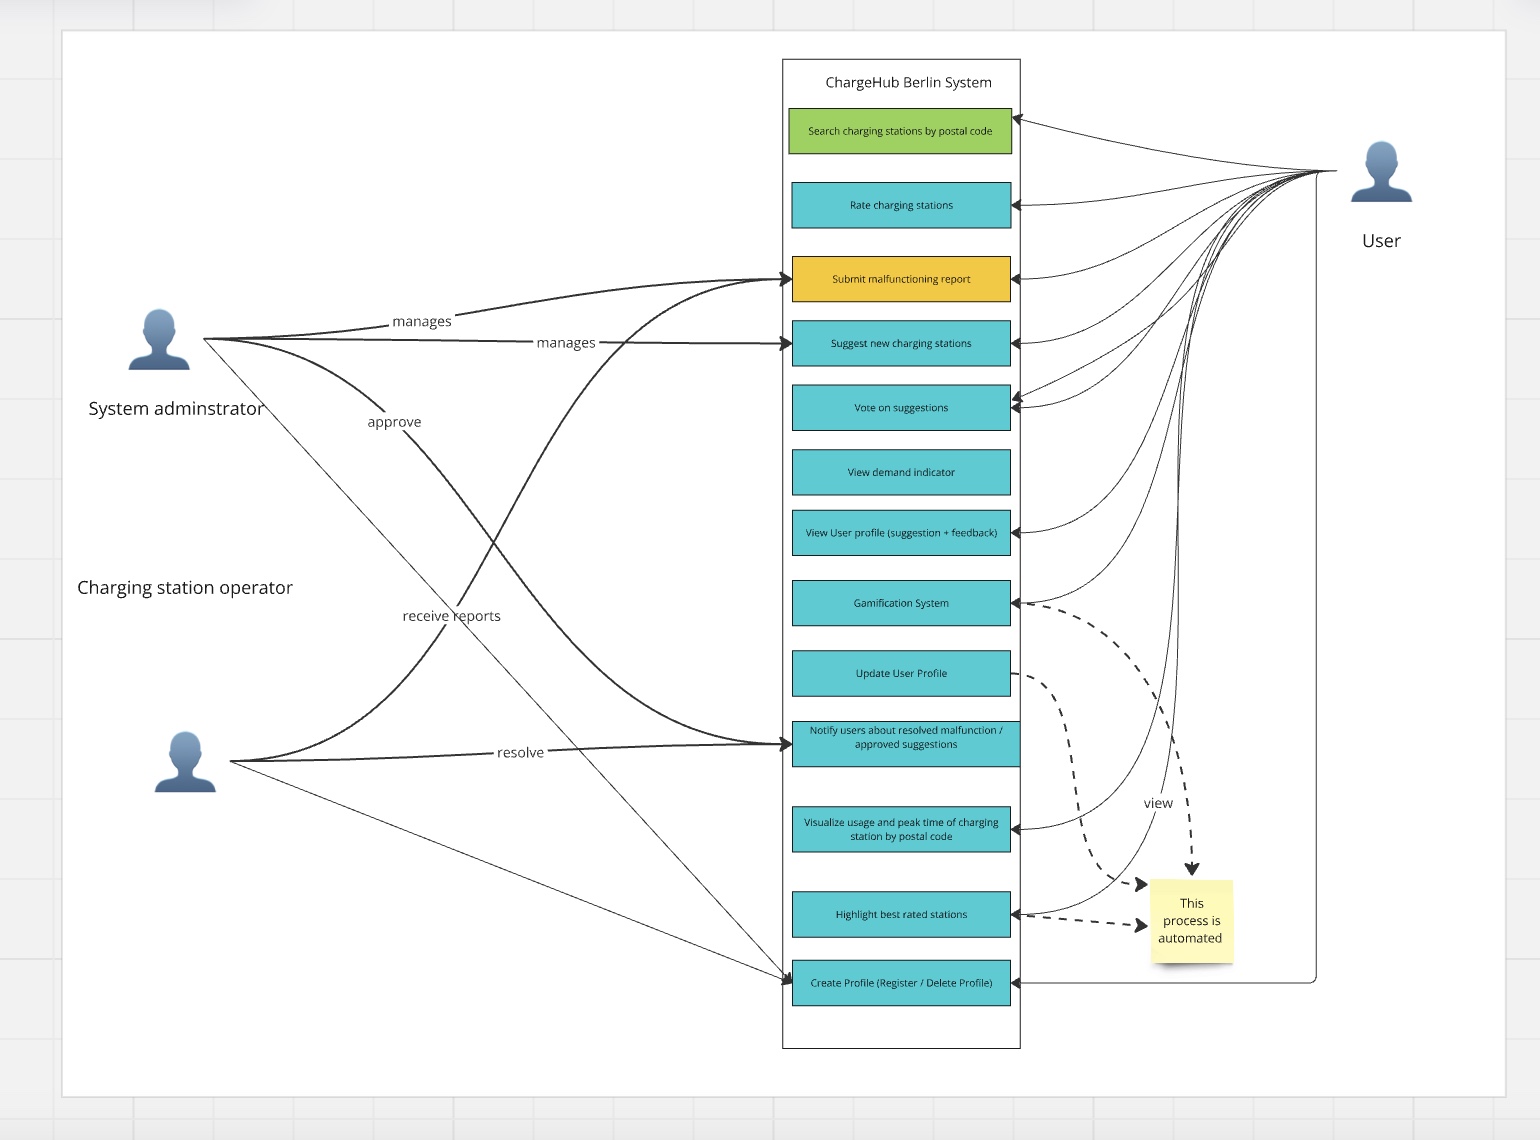 ChargeHub Berlin System
Search charging stations by postal code
Rate charging stations
User
Submit malfunctioning report
manages
manages
Suggest new charging stations
System adminstrator
approve
Vote on suggestions
View demand indicator
View User profile (suggestion + feedback)
Charging station operator
Gamification System
receive reports
Update User Profile
Notify users about resolved malfunction /
approved suggestions
resolve
view
Visualize usage and peak time of charging
station by postal code
This
process is
automated
Highlight best rated stations
Create Profile (Register / Delete Profile)